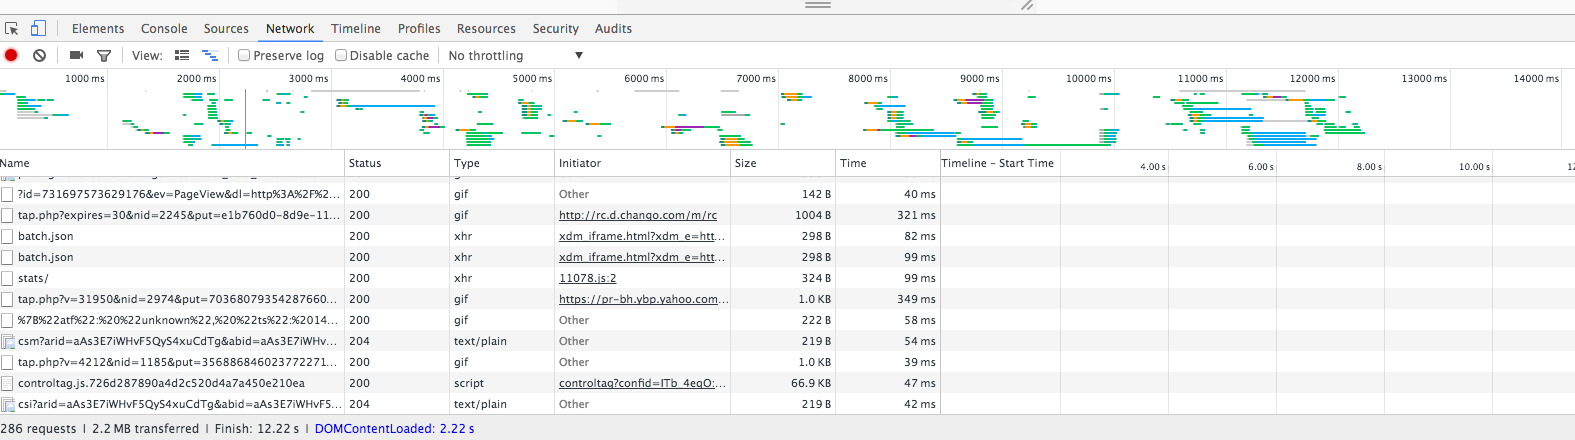 Elements Console Sources Network Timeline Profiles Resources Security Audits
View: Preserve log Disable cache No throttling
1000 ms 2000 ms 3000 ms 4000 ms 5000 ms 6000 ms 7000 ms 8000 ms 9000 ms 10000 ms 11000 ms 12000 ms 13000 ms 14000 ms
Name Status Type Initiator Size Time Timeline – Start Time 4.00 s 6.00 s 8.00 s 10.00 s 12
?id=731697573629176&ev=PageView&dl=http%3A%2F%2... 200 gif Other 142 B 40 ms
tap.php?expires=30&nid=2245&put=e1b760d0-8d9e-11... 200 gif http://rc.d.chango.com/m/rc 1004 B 321 ms
batch.json 200 xhr xdm_iframe.html?xdm_e=htt... 298 B 82 ms
batch.json 200 xhr xdm_iframe.html?xdm_e=htt... 298 B 99 ms
stats/ 200 xhr 11078.js:2 324 B 99 ms
tap.php?v=31950&nid=2974&put=70368079354287660... 200 gif https://pr-bh.ybp.yahoo.com... 1.0 KB 349 ms
%7B%22atf%22:%20%22unknown%22,%20%22ts%22:%2014... 200 gif Other 222 B 58 ms
csm?arid=aAs3E7iWHvF5QyS4xuCdTg&abid=aAs3E7iWHv... 204 text/plain Other 219 B 54 ms
tap.php?v=4212&nid=1185&put=356886846023772271... 200 gif Other 1.0 KB 39 ms
controltag.js.726d287890a4d2c520d4a7a450e210ea 200 script controltag?confid=ITb_4eqO:... 66.9 KB 47 ms
csi?arid=aAs3E7iWHvF5QyS4xuCdTg&abid=aAs3E7iWHvF5... 204 text/plain Other 219 B 42 ms
286 requests | 2.2 MB transferred | Finish: 12.22 s | DOMContentLoaded: 2.22 s